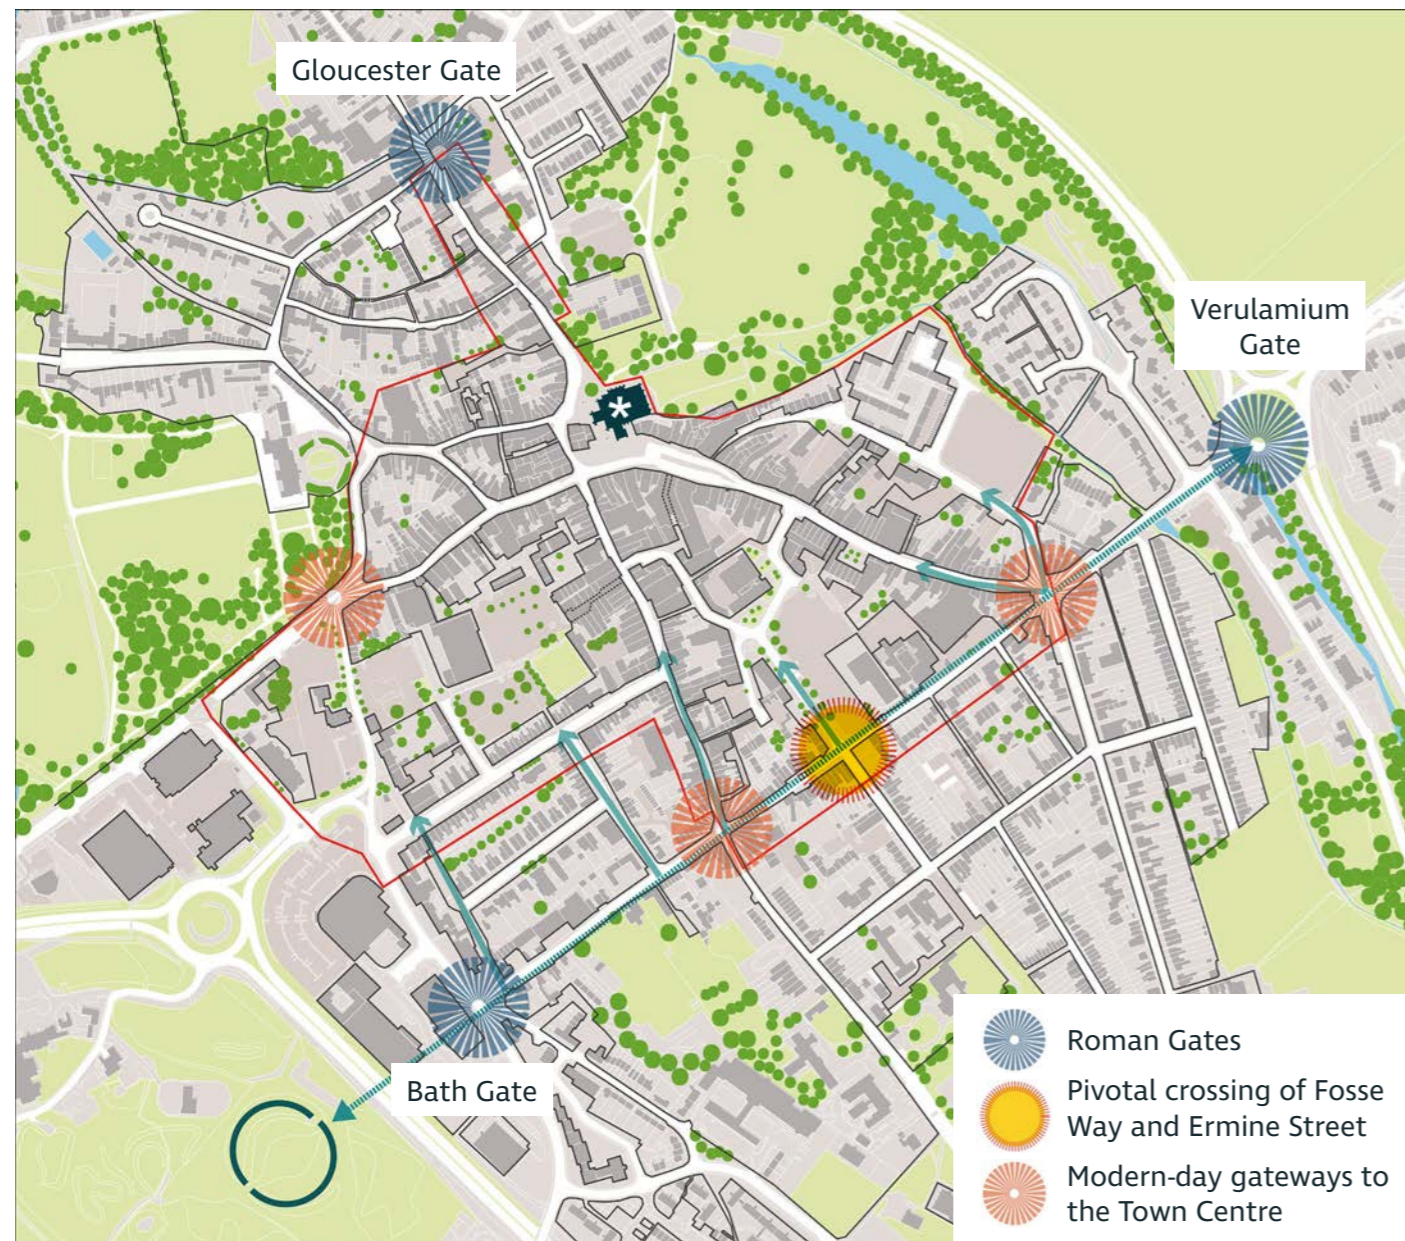 Gloucester Gate
Verulamium
Gate
Bath Gate
Roman Gates
Pivotal crossing of Fosse
Way and Ermine Street
Modern-day gateways to
the Town Centre